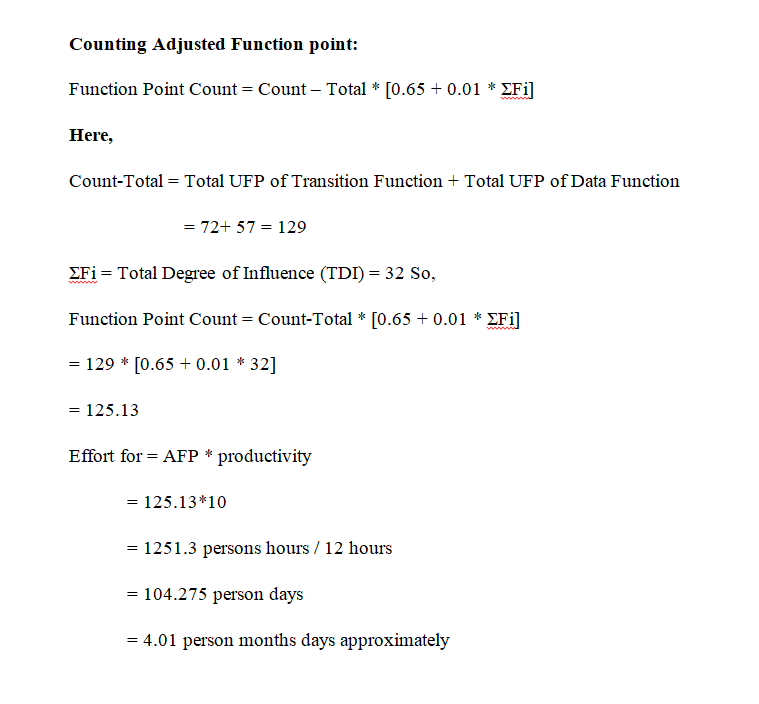 Counting Adjusted Function point:
Function Point Count = Count – Total * [0.65 + 0.01 * ΣFi]
Here,
Count-Total = Total UFP of Transition Function + Total UFP of Data Function
= 72+ 57 = 129
ΣFi = Total Degree of Influence (TDI) = 32 So,
Function Point Count = Count-Total * [0.65 + 0.01 * ΣFi]
= 129 * [0.65 + 0.01 * 32]
= 125.13
Effort for = AFP * productivity
= 125.13*10
= 1251.3 persons hours / 12 hours
= 104.275 person days
= 4.01 person months days approximately